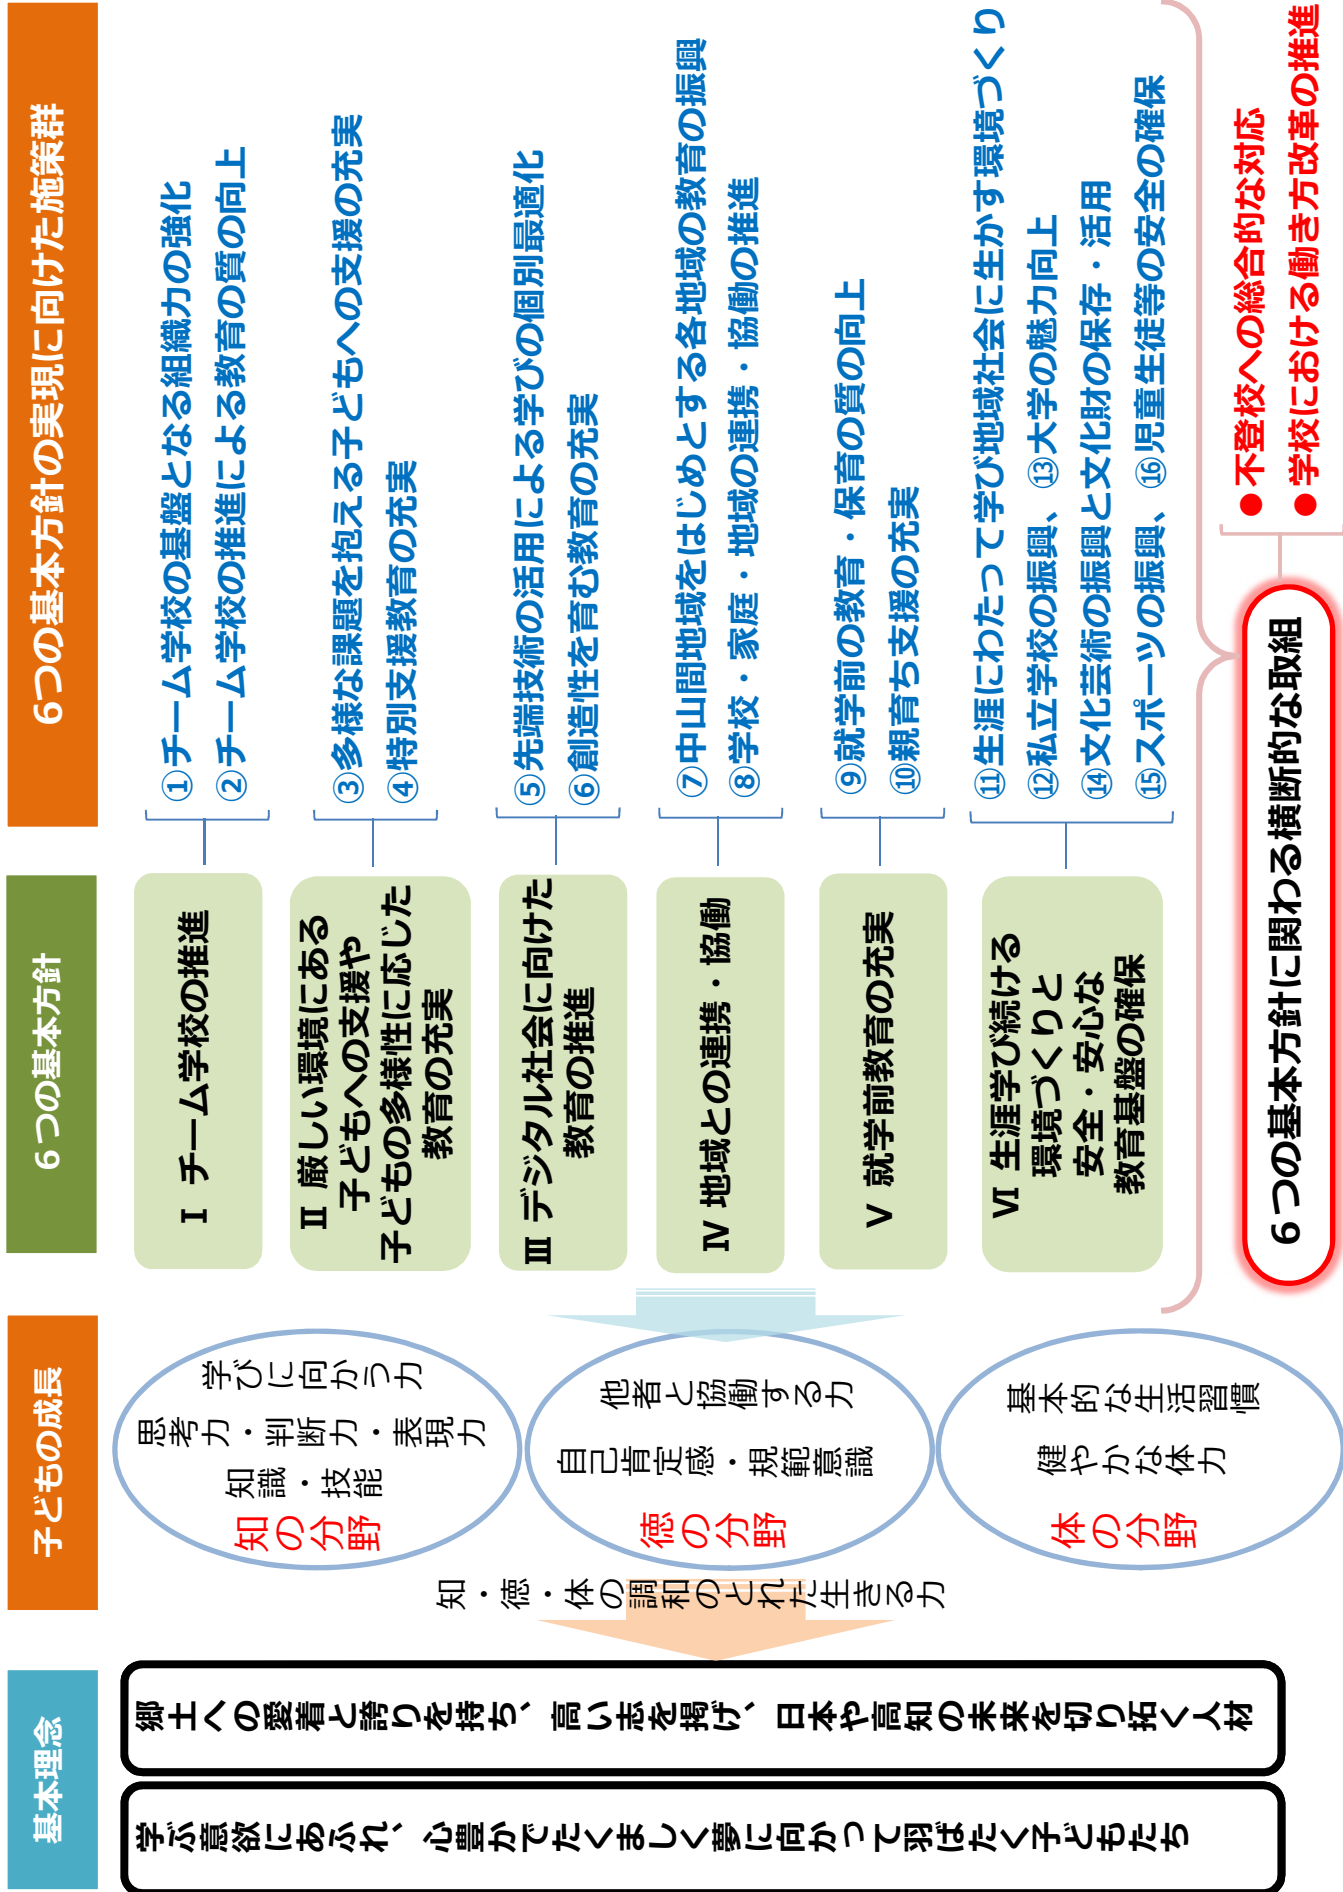 基本理念
学ぶ意欲にあふれ、心豊かでたくましく夢に向かって羽ばたく子どもたち
郷土への愛着と誇りを持ち、高い志を掲げ、日本や高知の未来を切り拓く人材
子どもの成長
知・徳・体の調和のとれた生きる力
知の分野
知識・技能
思考力・判断力・表現力
学びに向かう力
徳の分野
自己肯定感・規範意識
他者と協働する力
体の分野
健やかな体力
基本的な生活習慣
6つの基本方針
Ⅰ チーム学校の推進
Ⅱ 厳しい環境にある
子どもへの支援や
子どもの多様性に応じた
教育の充実
Ⅲ デジタル社会に向けた
教育の推進
Ⅳ 地域との連携・協働
Ⅴ 就学前教育の充実
Ⅵ 生涯学び続ける
環境づくりと
安全・安心な
教育基盤の確保
6つの基本方針の実現に向けた施策群
①チーム学校の基盤となる組織力の強化
②チーム学校の推進による教育の質の向上
③多様な課題を抱える子どもへの支援の充実
④特別支援教育の充実
⑤先端技術の活用による学びの個別最適化
⑥創造性を育む教育の充実
⑦中山間地域をはじめとする各地域の教育の振興
⑧学校・家庭・地域の連携・協働の推進
⑨就学前の教育・保育の質の向上
⑩親育ち支援の充実
⑪生涯にわたって学び地域社会に生かす環境づくり
⑫私立学校の振興、⑬大学の魅力向上
⑭文化芸術の振興と文化財の保存・活用
⑮スポーツの振興、⑯児童生徒等の安全の確保
6つの基本方針に関わる横断的な取組
●不登校への総合的な対応
●学校における働き方改革の推進